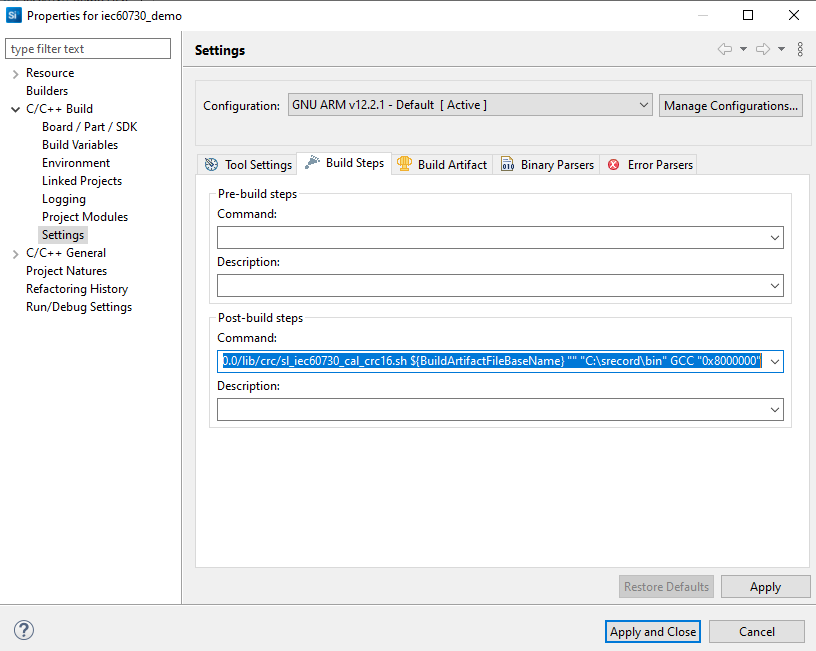 Si Properties for iec60730_demo
type filter text
Settings
Resource
Builders
C/C++ Build
Board / Part / SDK
Build Variables
Environment
Linked Projects
Logging
Project Modules
Settings
C/C++ General
Project Natures
Refactoring History
Run/Debug Settings
Configuration: GNU ARM v12.2.1 - Default [ Active ] Manage Configurations...
Tool Settings Build Steps Build Artifact 010 Binary Parsers Error Parsers
Pre-build steps
Command:
Description:
Post-build steps
Command:
0.0/lib/crc/sl_iec60730_cal_crc16.sh ${BuildArtifactFileBaseName} "" "C:\srecord\bin" GCC "0x8000000"
Description:
Restore Defaults Apply
? Apply and Close Cancel